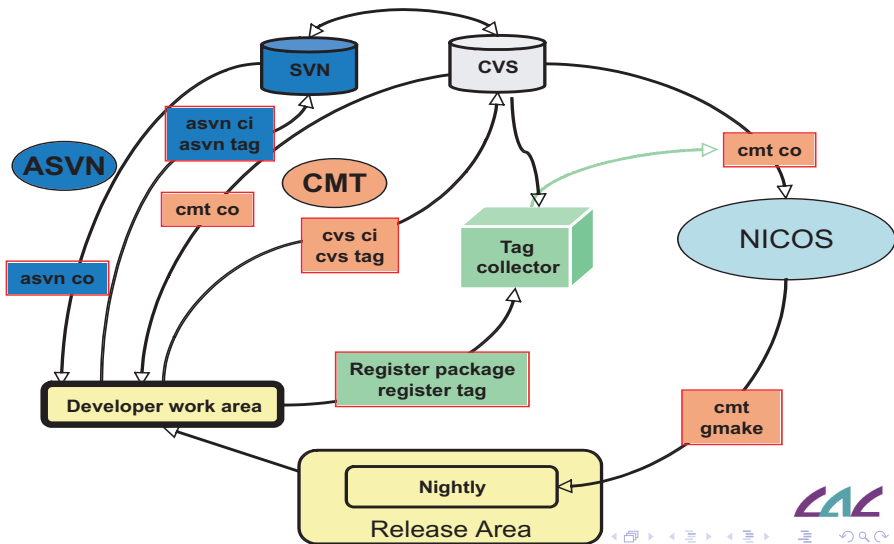 SVN
CVS
asvn ci
asvn tag
ASVN
CMT
cmt co
cmt co
cvs ci
cvs tag
Tag
collector
NICOS
asvn co
Register package
register tag
Developer work area
cmt
gmake
Nightly
Release Area
LAL